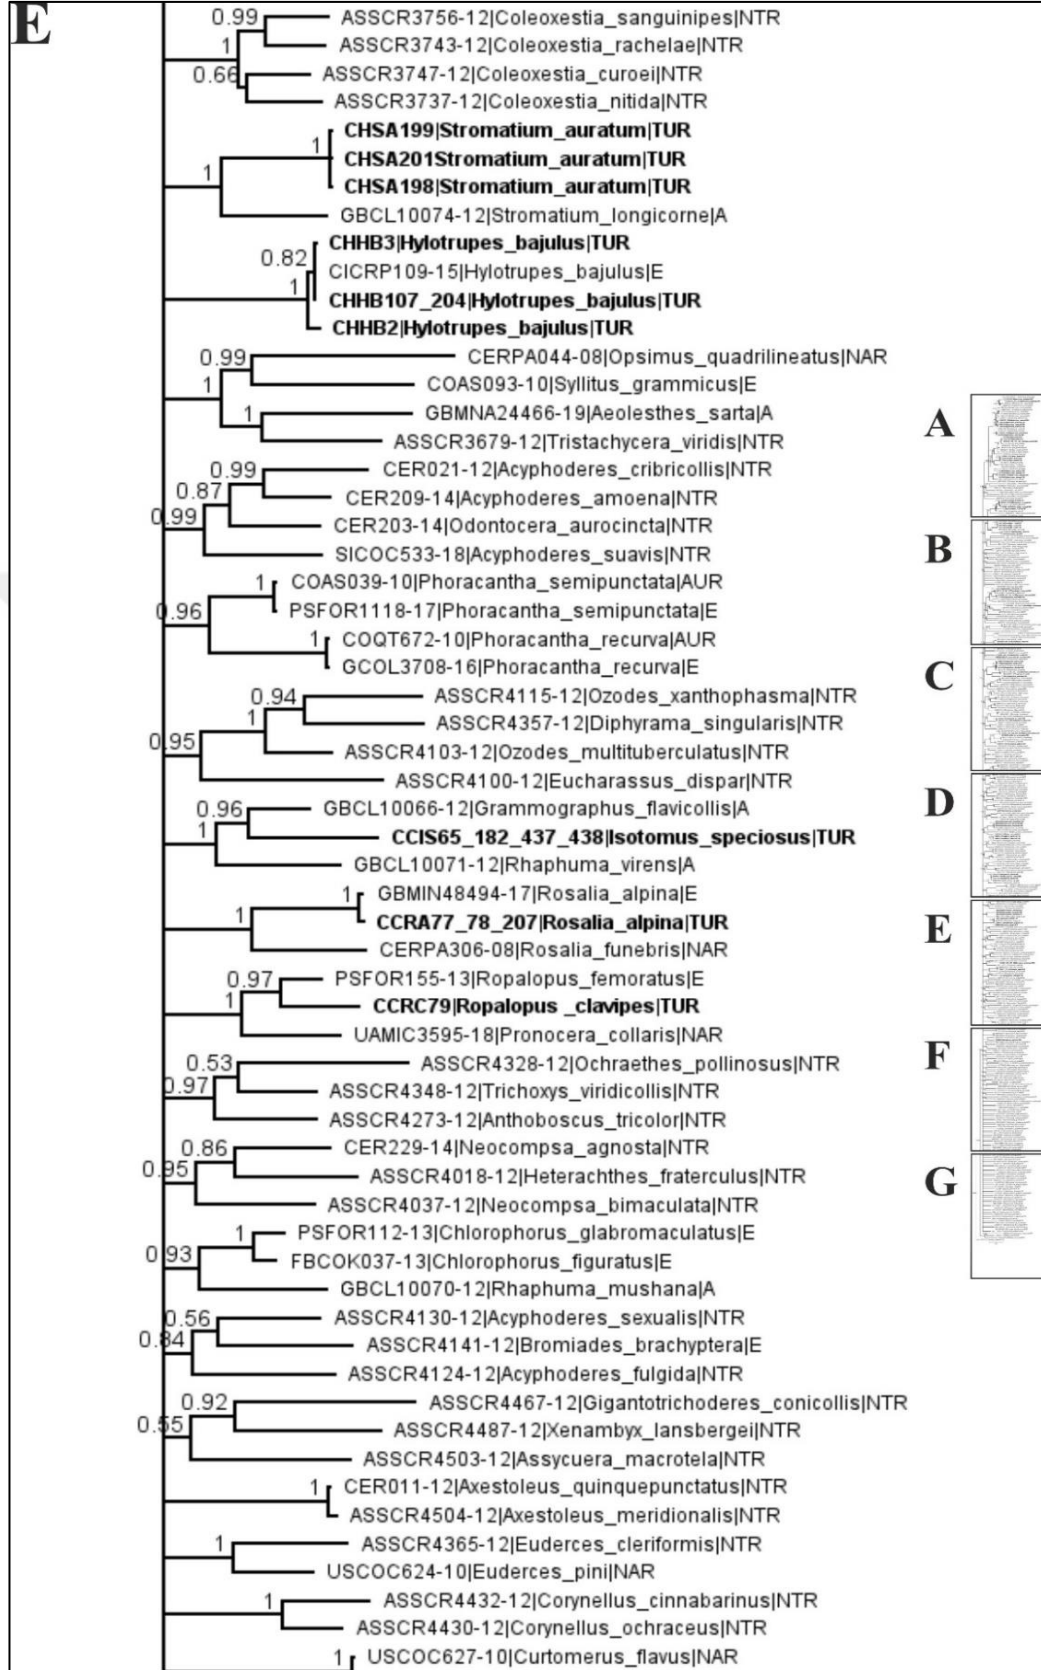 E
0.99
ASSCR3756-12|Coleoxestia_sanguinipes|NTR
1
ASSCR3743-12|Coleoxestia_rachelae|NTR
0.66
ASSCR3747-12|Coleoxestia_curoei|NTR
ASSCR3737-12|Coleoxestia_nitida|NTR
CHSA199|Stromatium_auratum|TUR
1
CHSA201Stromatium_auratum|TUR
1
CHSA198|Stromatium_auratum|TUR
GBCL10074-12|Stromatium_longicorne|A
CHHB3|Hylotrupes_bajulus|TUR
0.82
CICRP109-15|Hylotrupes_bajulus|E
1
CHHB107_204|Hylotrupes_bajulus|TUR
CHHB2|Hylotrupes_bajulus|TUR
0.99
CERPA044-08|Opsimus_quadrilineatus|NAR
1
COAS093-10|Syllitus_grammicus|E
1
GBMNA24466-19|Aeolesthes_sarta|A
ASSCR3679-12|Tristachycera_viridis|NTR
0.99
CER021-12|Acyphoderes_cribricollis|NTR
0.87
CER209-14|Acyphoderes_amoena|NTR
0.99
CER203-14|Odontocera_aurocincta|NTR
SICOC533-18|Acyphoderes_suavis|NTR
1
COAS039-10|Phoracantha_semipunctata|AUR
0.96
PSFOR1118-17|Phoracantha_semipunctata|E
1
COQT672-10|Phoracantha_recurva|AUR
GCOL3708-16|Phoracantha_recurva|E
0.94
ASSCR4115-12|Ozodes_xanthophasma|NTR
1
ASSCR4357-12|Diphyrama_singularis|NTR
0.95
ASSCR4103-12|Ozodes_multituberculatus|NTR
ASSCR4100-12|Eucharassus_dispar|NTR
0.96
GBCL10066-12|Grammographus_flavicollis|A
1
CCIS65_182_437_438|Isotomus_speciosus|TUR
GBCL10071-12|Rhaphuma_virens|A
1
GBMIN48494-17|Rosalia_alpina|E
1
CCRA77_78_207|Rosalia_alpina|TUR
CERPA306-08|Rosalia_funebris|NAR
0.97
PSFOR155-13|Ropalopus_femoratus|E
1
CCRC79|Ropalopus _clavipes|TUR
UAMIC3595-18|Pronocera_collaris|NAR
0.53
ASSCR4328-12|Ochraethes_pollinosus|NTR
0.97
ASSCR4348-12|Trichoxys_viridicollis|NTR
ASSCR4273-12|Anthoboscus_tricolor|NTR
0.86
CER229-14|Neocompsa_agnosta|NTR
0.95
ASSCR4018-12|Heterachthes_fraterculus|NTR
ASSCR4037-12|Neocompsa_bimaculata|NTR
1
PSFOR112-13|Chlorophorus_glabromaculatus|E
0.93
FBCOK037-13|Chlorophorus_figuratus|E
GBCL10070-12|Rhaphuma_mushana|A
0.56
ASSCR4130-12|Acyphoderes_sexualis|NTR
0.84
ASSCR4141-12|Bromiades_brachyptera|E
ASSCR4124-12|Acyphoderes_fulgida|NTR
0.92
ASSCR4467-12|Gigantotrichoderes_conicollis|NTR
0.55
ASSCR4487-12|Xenambyx_lansbergei|NTR
ASSCR4503-12|Assycuera_macrotela|NTR
1
CER011-12|Axestoleus_quinquepunctatus|NTR
ASSCR4504-12|Axestoleus_meridionalis|NTR
1
ASSCR4365-12|Euderces_cleriformis|NTR
USCOC624-10|Euderces_pini|NAR
1
ASSCR4432-12|Corynellus_cinnabarinus|NTR
ASSCR4430-12|Corynellus_ochraceus|NTR
1
USCOC627-10|Curtomerus_flavus|NAR
A
B
C
D
E
F
G